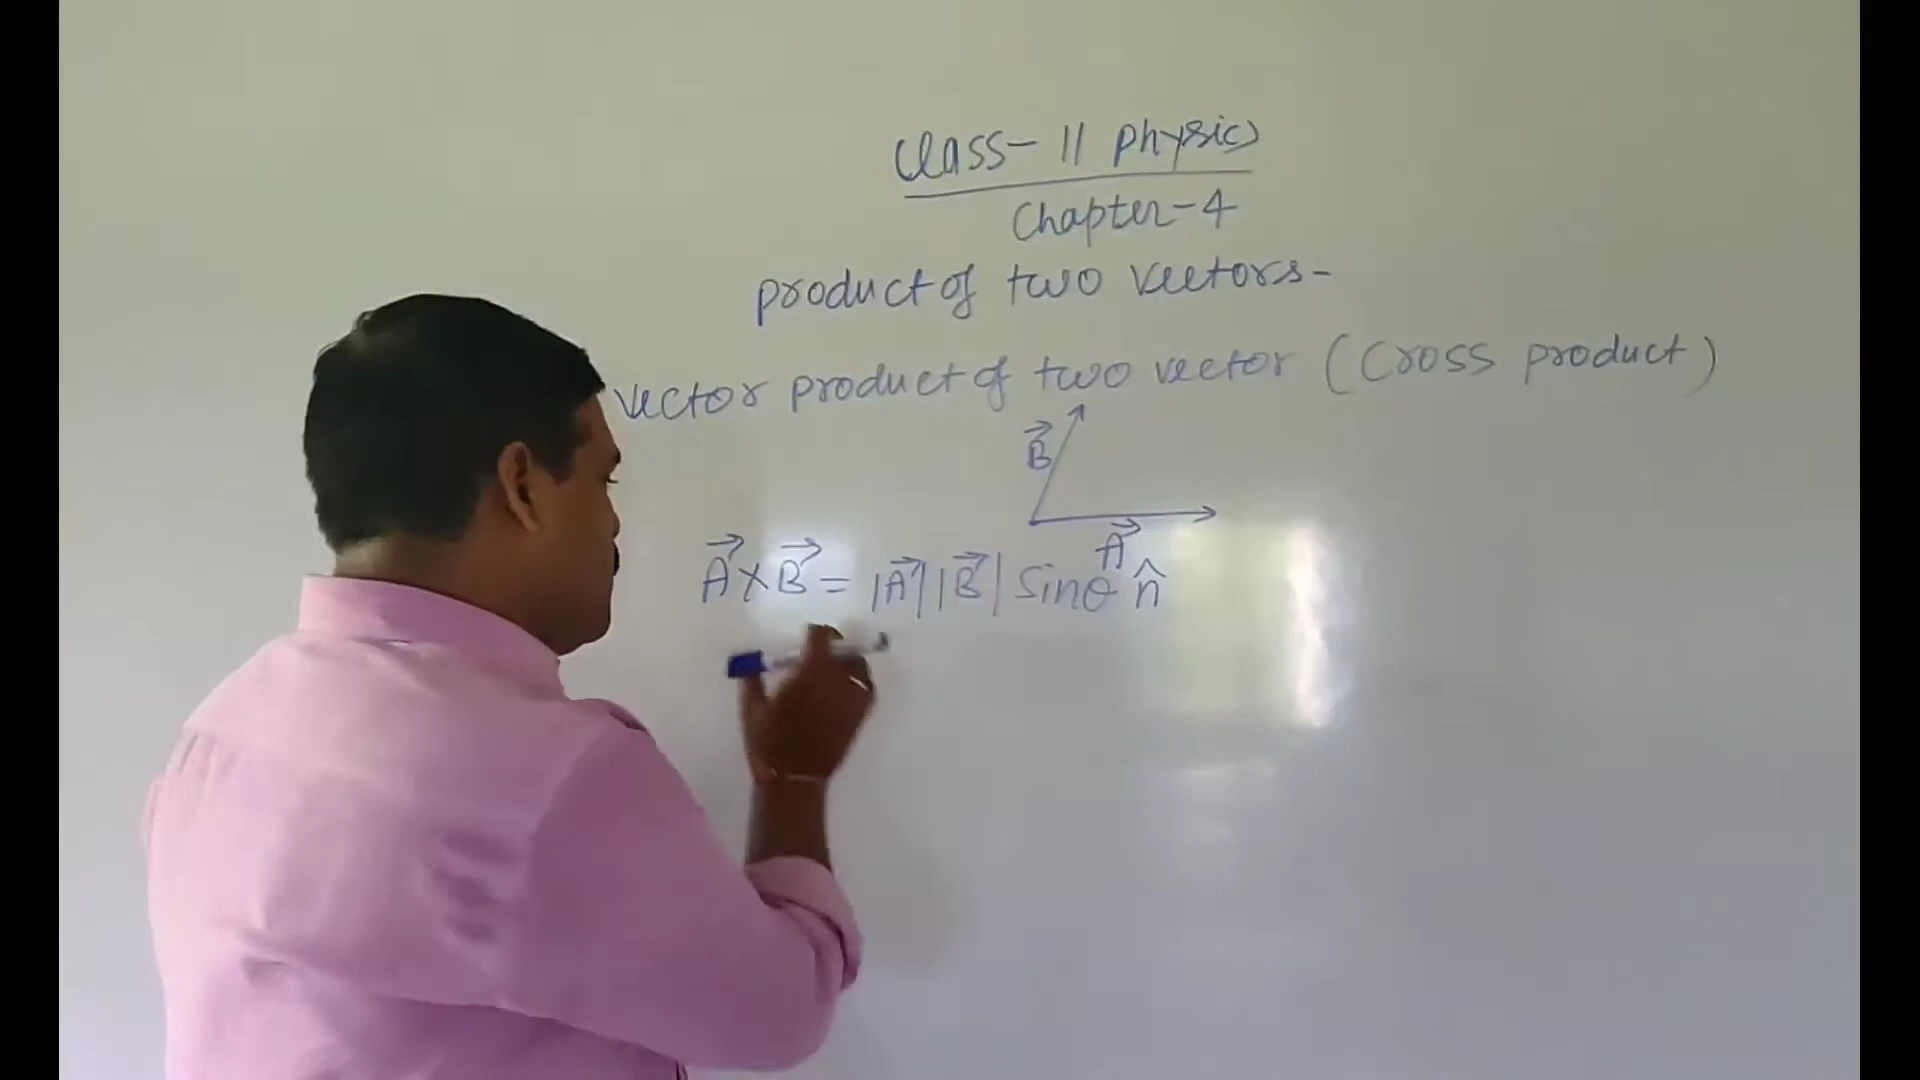 Class-11 Physics
Chapter-4
product of two vectors-
vector product of two vector (Cross product)
B⃗
A⃗
A⃗×B⃗ = |A⃗||B⃗| Sinθ n̂